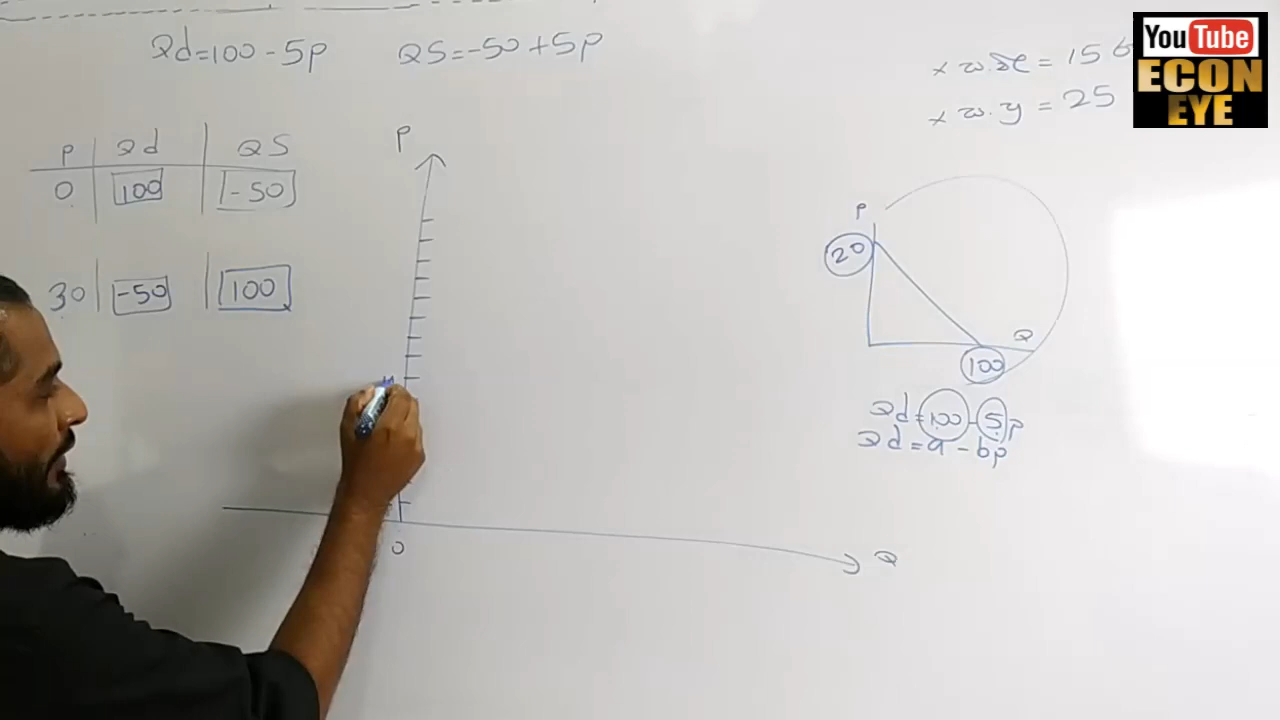 Qd=100-5p QS=-50+5p
P Qd QS
0 100 -50
30 -50 100
P
0
Q
= 156
= 25
P
20
Q
100
Qd=100-5p
Qd=a-bp
You Tube
ECON
EYE